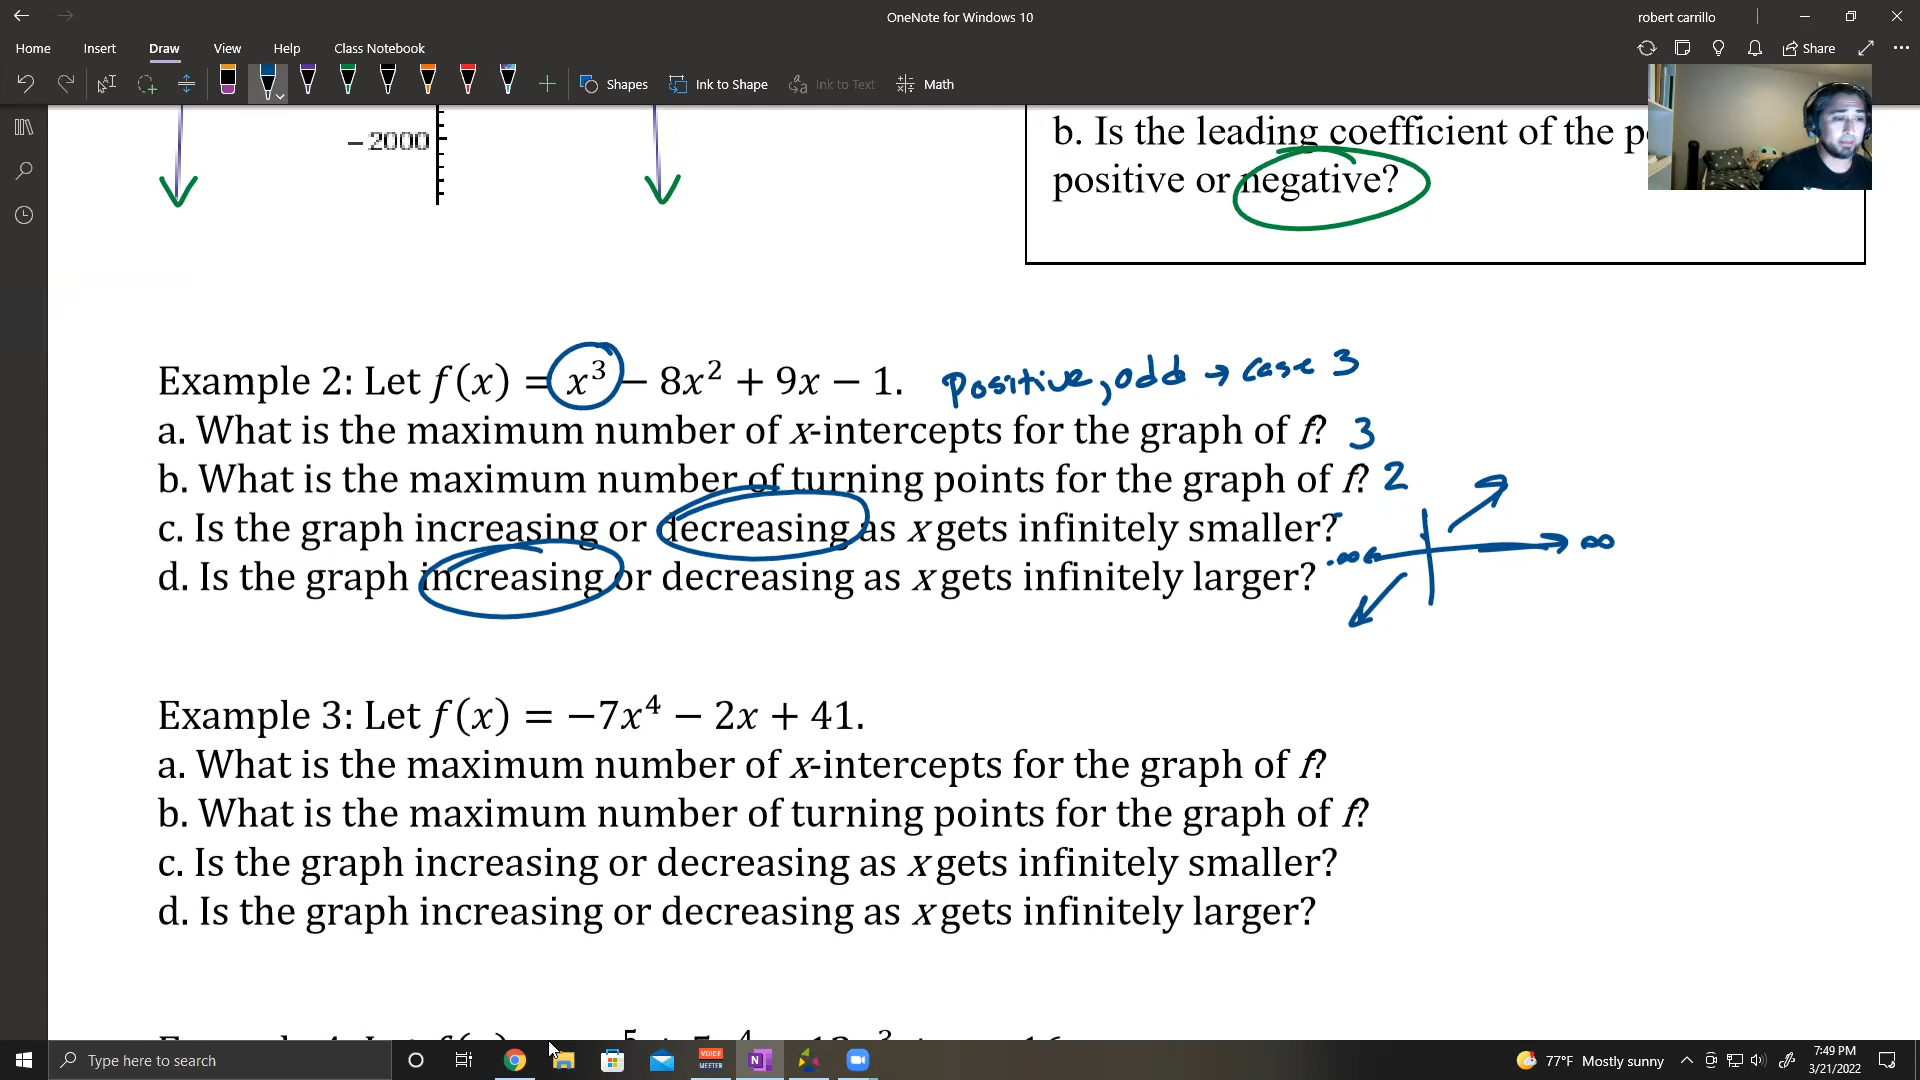 OneNote for Windows 10
robert carrillo
Home Insert Draw View Help Class Notebook
Share
Shapes Ink to Shape Ink to Text Math
−2000
b. Is the leading coefficient of the
positive or negative?
Example 2: Let f(x) = x³ − 8x² + 9x − 1. positive, odd → case 3
a. What is the maximum number of x-intercepts for the graph of f? 3
b. What is the maximum number of turning points for the graph of f? 2
c. Is the graph increasing or decreasing as x gets infinitely smaller?
-∞ ∞
d. Is the graph increasing or decreasing as x gets infinitely larger?
Example 3: Let f(x) = −7x⁴ − 2x + 41.
a. What is the maximum number of x-intercepts for the graph of f?
b. What is the maximum number of turning points for the graph of f?
c. Is the graph increasing or decreasing as x gets infinitely smaller?
d. Is the graph increasing or decreasing as x gets infinitely larger?
Type here to search
VOICE
MEETER
77°F Mostly sunny
7:49 PM
3/21/2022